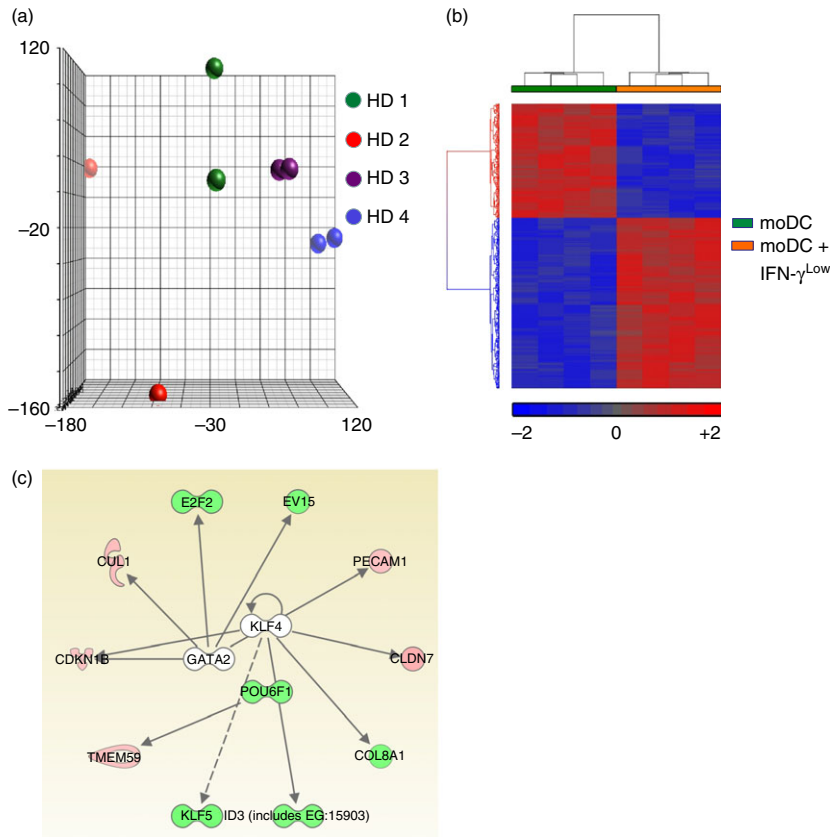 (a)
120
–20
–160
–180
–30
120
HD 1
HD 2
HD 3
HD 4
(b)
moDC
moDC +
IFN-γLow
–2
0
+2
(c)
E2F2
EV15
CUL1
PECAM1
KLF4
CDKN1B
GATA2
CLDN7
POU6F1
TMEM59
COL8A1
KLF5
ID3 (includes EG:15903)